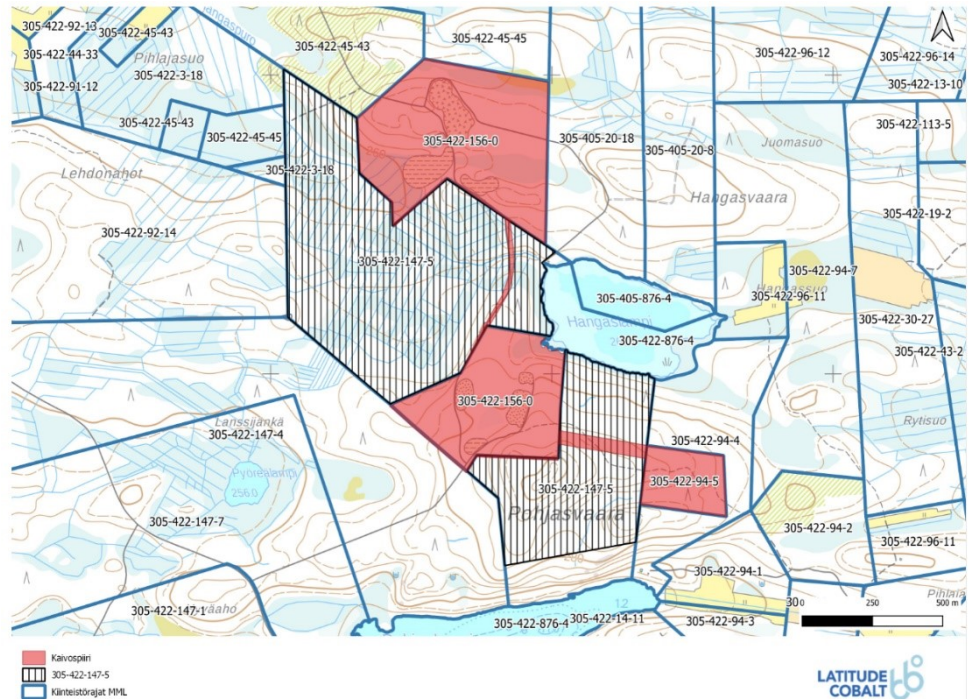 305-422-92-13
305-422-45-43
Hangaspuro
305-422-45-43
305-422-45-45
305-422-44-33
Pihlajasuo
305-422-3-18
305-422-96-12
305-422-96-14
305-422-91-12
305-422-13-10
305-422-45-43
305-422-45-45
305-422-156-0
305-405-20-18
305-405-20-8
305-422-113-5
Juomasuo
Lehdonahot
305-422-3-18
Hangasvaara
305-422-19-2
305-422-92-14
305-422-147-5
305-422-94-7
Hangassuo
305-422-96-11
305-405-876-4
305-422-30-27
Hangaslampi
305-422-876-4
305-422-43-2
305-422-156-0
Lanssijänkä
305-422-147-4
Rytisuo
305-422-94-4
Pyöreälampi
256.0
305-422-94-5
305-422-147-5
Pohjasvaara
305-422-147-7
305-422-94-2
305-422-96-11
305-422-94-1
305-422-147-1
305-422-876-4
305-422-14-11
305-422-94-3
0
250
500 m
Kaivospiiri
305-422-147-5
Kiinteistörajat MML
LATITUDE
COBALT